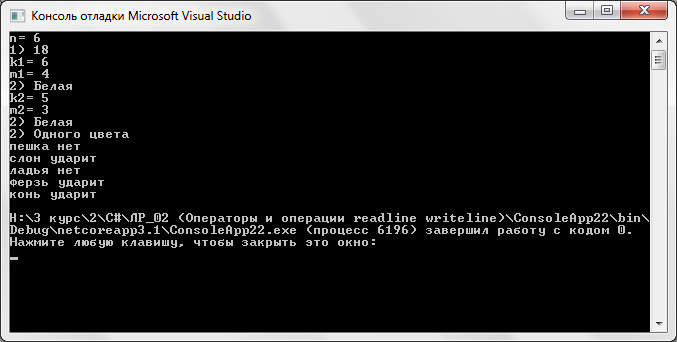 Консоль отладки Microsoft Visual Studio
n= 6
1) 18
k1= 6
m1= 4
2) Белая
k2= 5
m2= 3
2) Белая
2) Одного цвета
пешка нет
слон ударит
ладья нет
ферзь ударит
конь ударит
H:\3 курс\2\C#\ЛР_02 (Операторы и операции readline writeline)\ConsoleApp22\bin\
Debug\netcoreapp3.1\ConsoleApp22.exe (процесс 6196) завершил работу с кодом 0.
Нажмите любую клавишу, чтобы закрыть это окно: